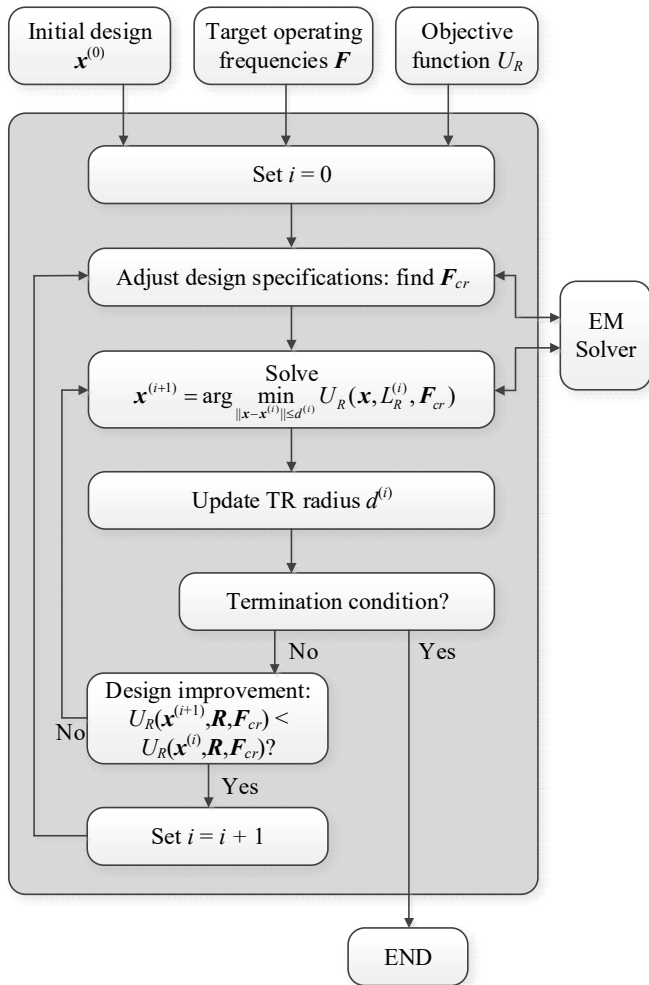 Initial design
x^(0)
Target operating
frequencies F
Objective
function U_R
Set i = 0
Adjust design specifications: find F_cr
EM
Solver
Solve
x^(i+1) = arg min U_R(x, L_R^(i), F_cr)
||x−x^(i)||≤d^(i)
Update TR radius d^(i)
Termination condition?
No
Yes
Design improvement:
U_R(x^(i+1),R,F_cr) <
U_R(x^(i),R,F_cr)?
No
Yes
Set i = i + 1
END